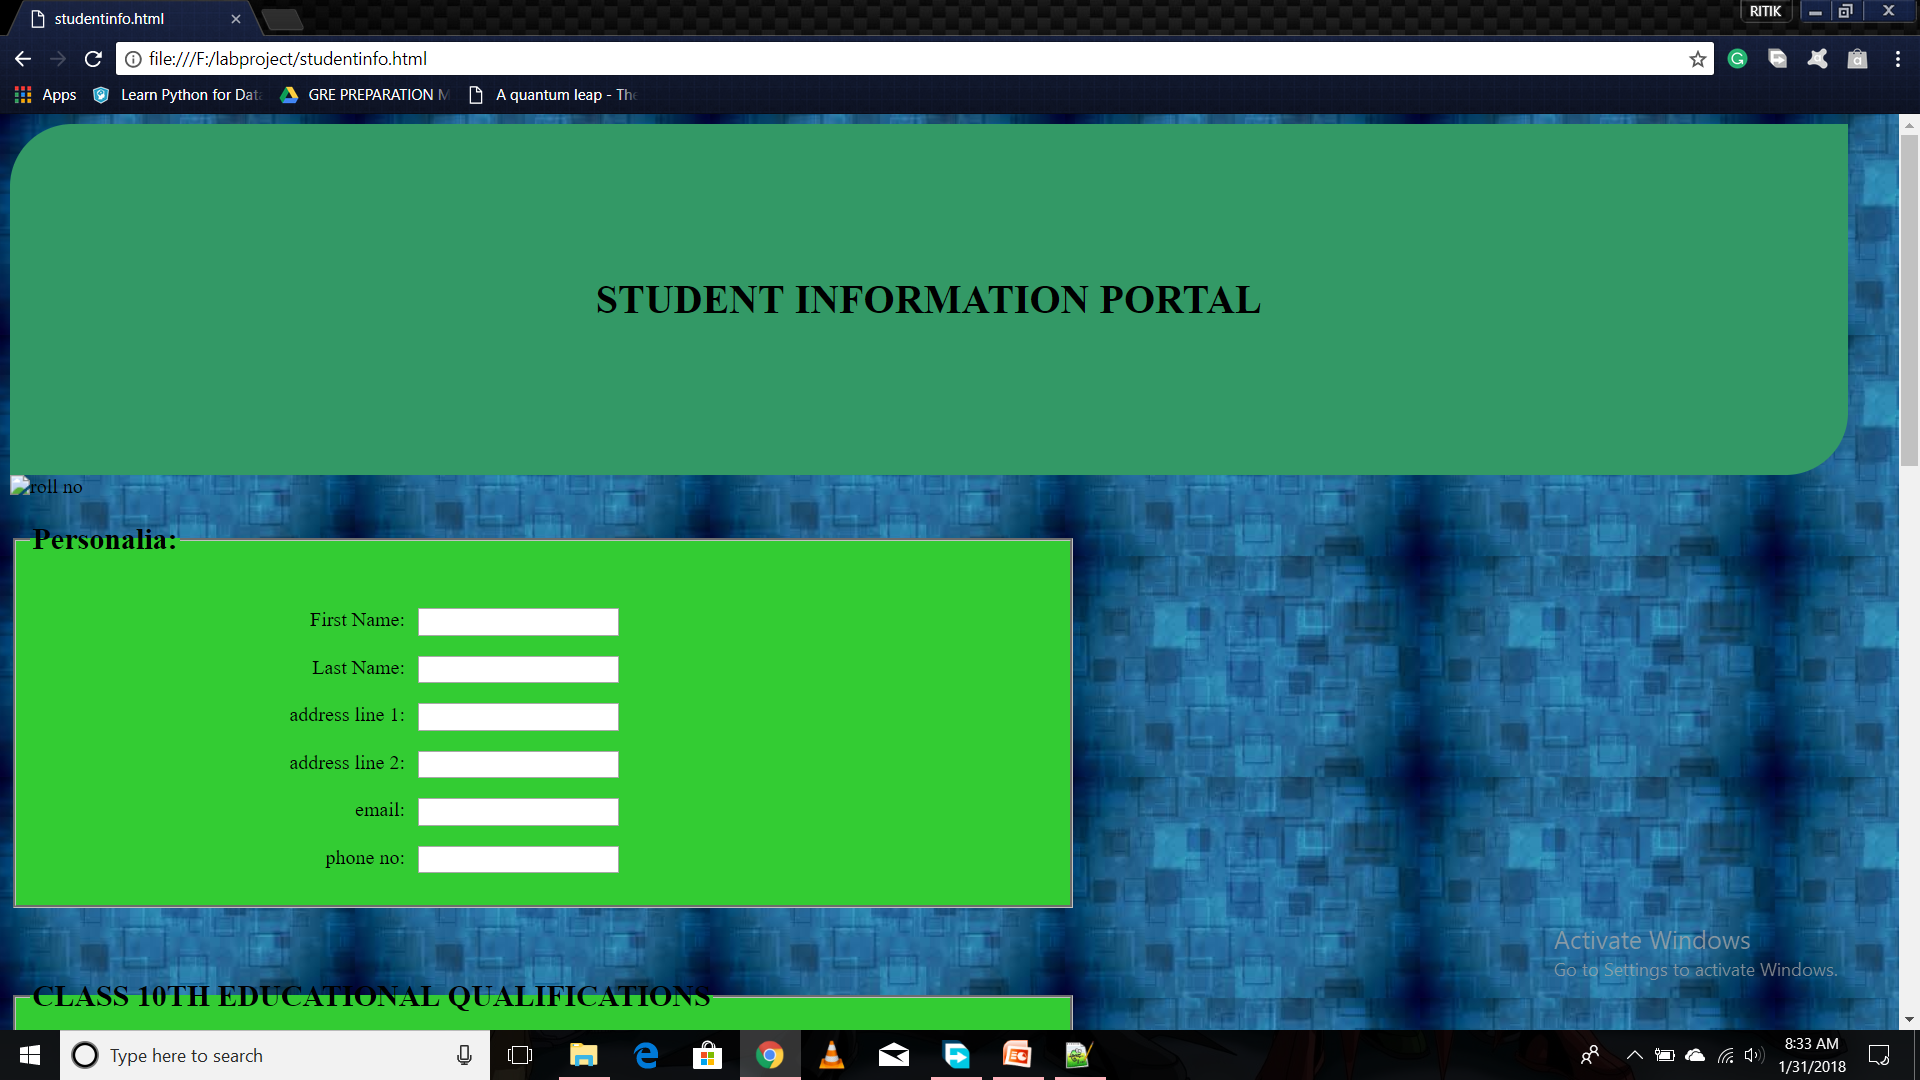 studentinfo.html
RITIK
file:///F:/labproject/studentinfo.html
Apps
Learn Python for Dat
GRE PREPARATION M
A quantum leap - The
STUDENT INFORMATION PORTAL
roll no
Personalia:
First Name:
Last Name:
address line 1:
address line 2:
email:
phone no:
Activate Windows
Go to Settings to activate Windows.
CLASS 10TH EDUCATIONAL QUALIFICATIONS
Type here to search
8:33 AM
1/31/2018